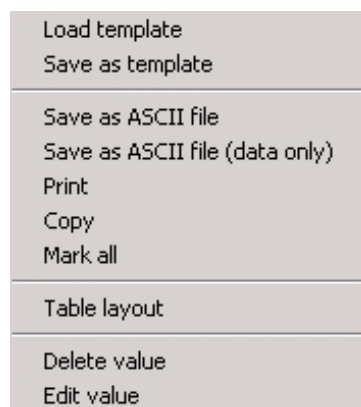 Load template
Save as template
Save as ASCII file
Save as ASCII file (data only)
Print
Copy
Mark all
Table layout
Delete value
Edit value